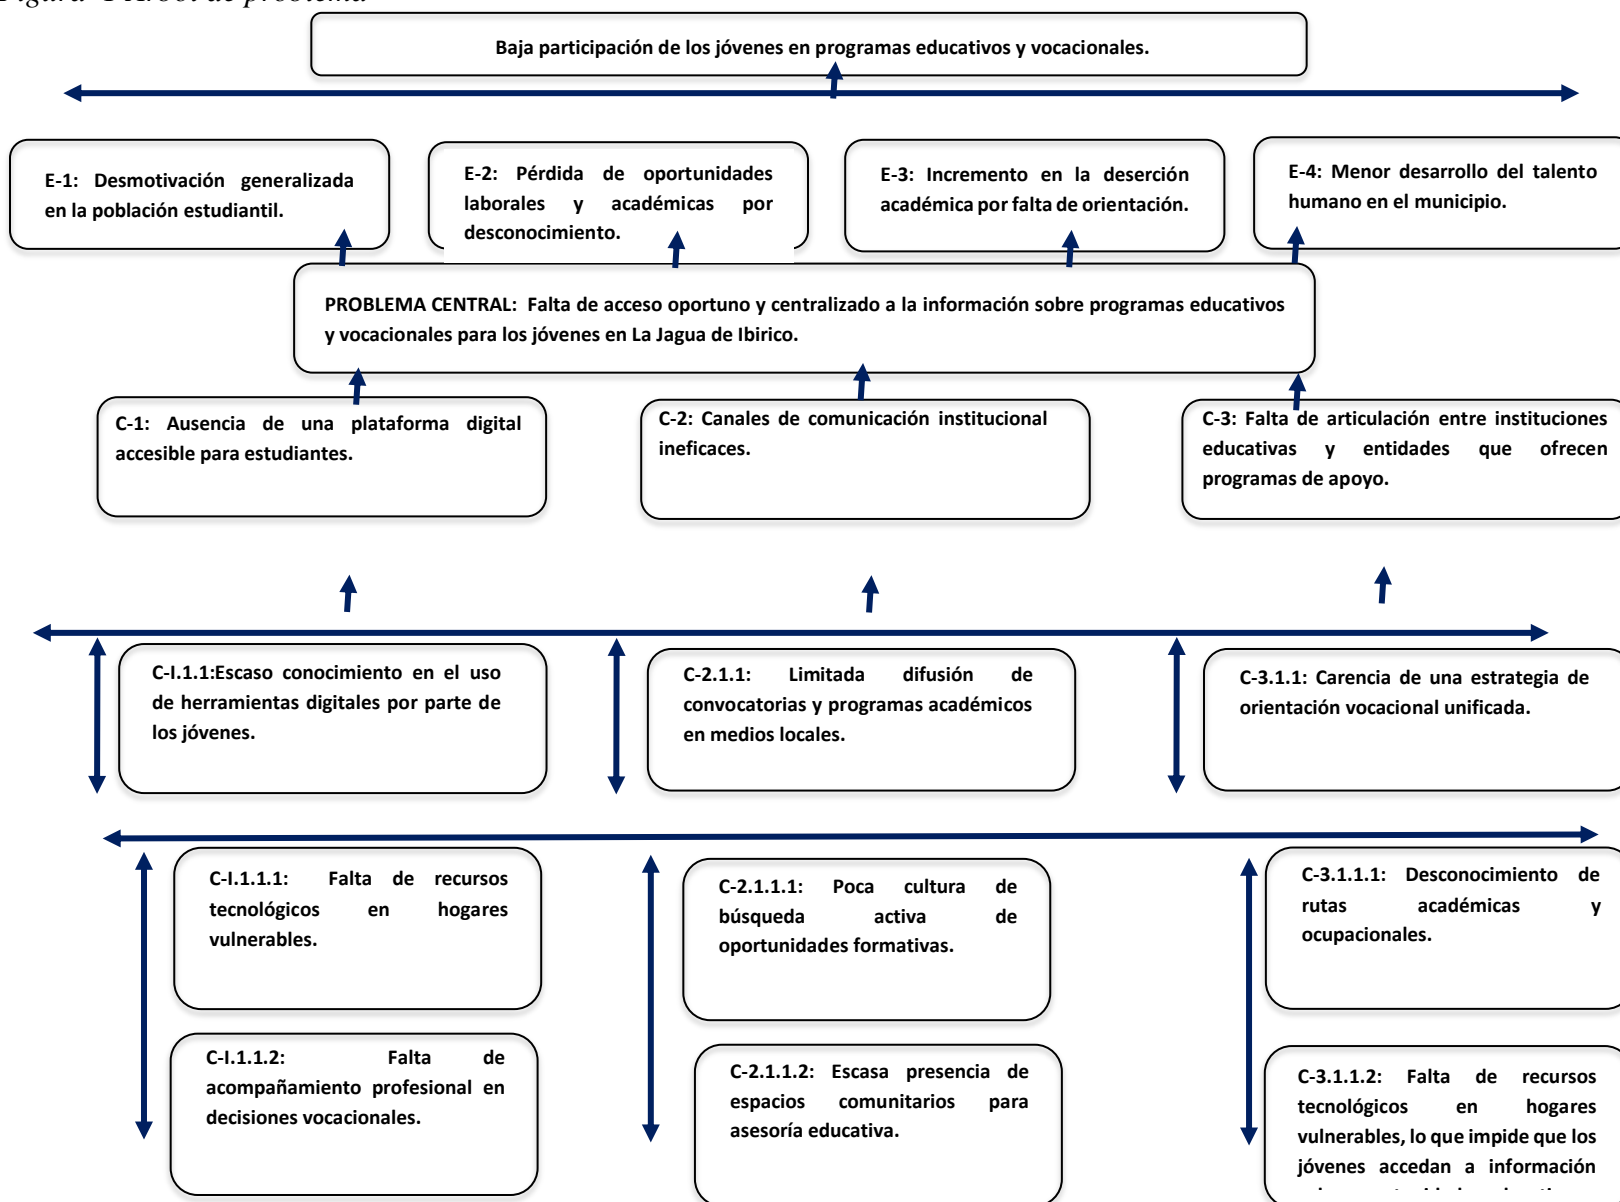 Baja participación de los jóvenes en programas educativos y vocacionales.
E-1: Desmotivación generalizada
en la población estudiantil.
E-2: Pérdida de oportunidades
laborales y académicas por
desconocimiento.
E-3: Incremento en la deserción
académica por falta de orientación.
E-4: Menor desarrollo del talento
humano en el municipio.
PROBLEMA CENTRAL: Falta de acceso oportuno y centralizado a la información sobre programas educativos
y vocacionales para los jóvenes en La Jagua de Ibirico.
C-1: Ausencia de una plataforma digital
accesible para estudiantes.
C-2: Canales de comunicación institucional
ineficaces.
C-3: Falta de articulación entre instituciones
educativas y entidades que ofrecen
programas de apoyo.
C-I.1.1:Escaso conocimiento en el uso
de herramientas digitales por parte de
los jóvenes.
C-2.1.1: Limitada difusión de
convocatorias y programas académicos
en medios locales.
C-3.1.1: Carencia de una estrategia de
orientación vocacional unificada.
C-I.1.1.1: Falta de recursos
tecnológicos en hogares
vulnerables.
C-2.1.1.1: Poca cultura de
búsqueda activa de
oportunidades formativas.
C-3.1.1.1: Desconocimiento de
rutas académicas y
ocupacionales.
C-I.1.1.2: Falta de
acompañamiento profesional en
decisiones vocacionales.
C-2.1.1.2: Escasa presencia de
espacios comunitarios para
asesoría educativa.
C-3.1.1.2: Falta de recursos
tecnológicos en hogares
vulnerables, lo que impide que los
jóvenes accedan a información